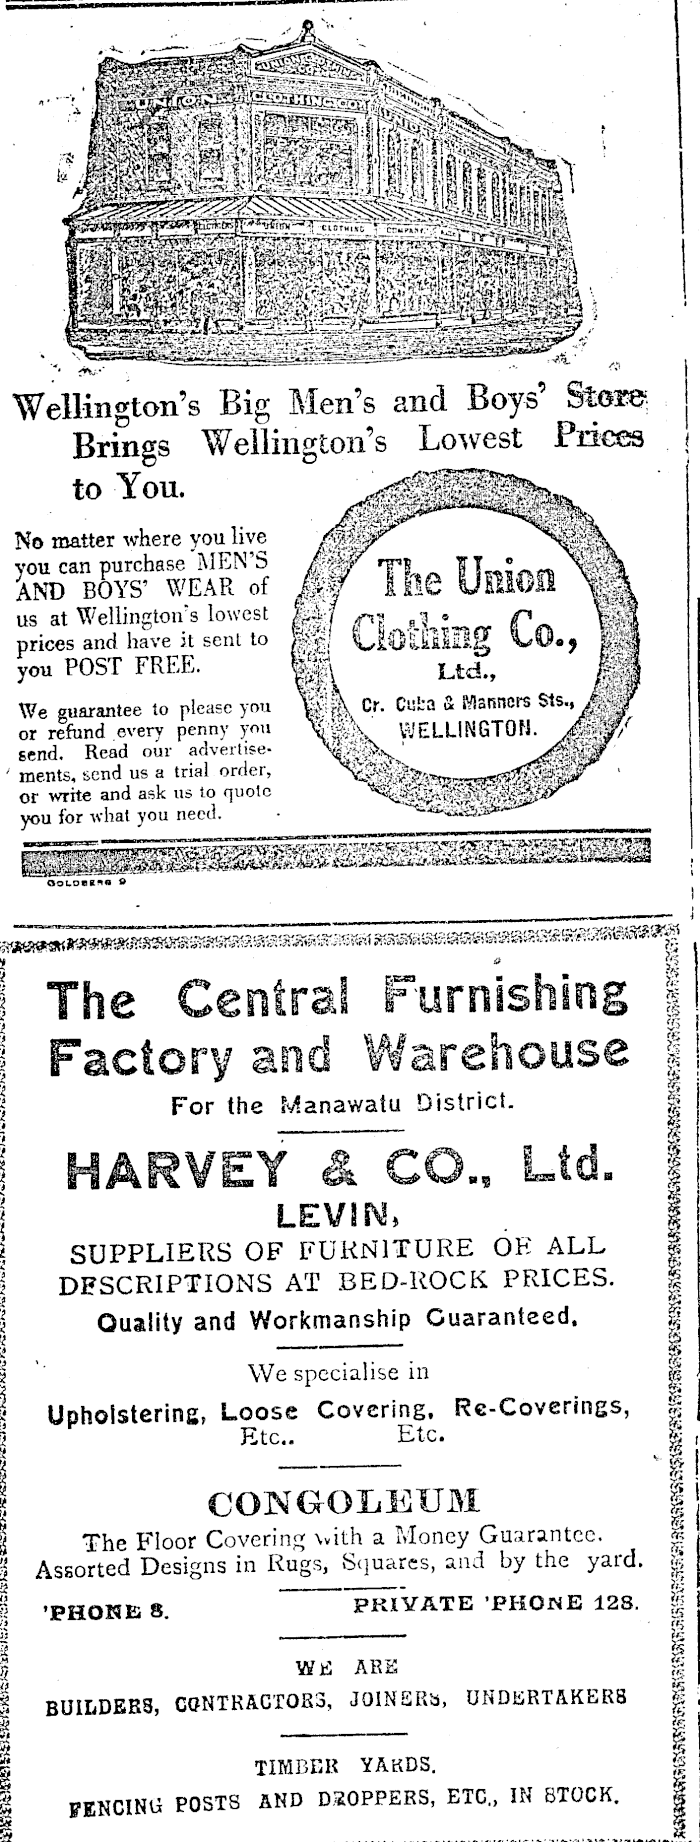 UNION CLOTHING CO
UNION
CLOTHING CO
UNION
UNION CLOTHING COMPANY
Wellington's Big Men's and Boys' Store
Brings Wellington's Lowest Prices
to You.
No matter where you live
you can purchase MEN'S
AND BOYS' WEAR of
us at Wellington's lowest
prices and have it sent to
you POST FREE.
We guarantee to please you
or refund every penny you
send. Read our advertise-
ments, send us a trial order,
or write and ask us to quote
you for what you need.
The Union
Clothing Co.,
Ltd.,
Cr. Cuba & Manners Sts.,
WELLINGTON.
GOLDBERG 9
The Central Furnishing
Factory and Warehouse
For the Manawatu District.
HARVEY & CO., Ltd.
LEVIN,
SUPPLIERS OF FURNITURE OF ALL
DESCRIPTIONS AT BED-ROCK PRICES.
Quality and Workmanship Guaranteed.
We specialise in
Upholstering, Loose Covering, Re-Coverings,
Etc.. Etc.
CONGOLEUM
The Floor Covering with a Money Guarantee.
Assorted Designs in Rugs, Squares, and by the yard.
'PHONE 8. PRIVATE 'PHONE 128.
WE ARE
BUILDERS, CONTRACTORS, JOINERS, UNDERTAKERS
TIMBER YARDS.
FENCING POSTS AND DROPPERS, ETC., IN STOCK.